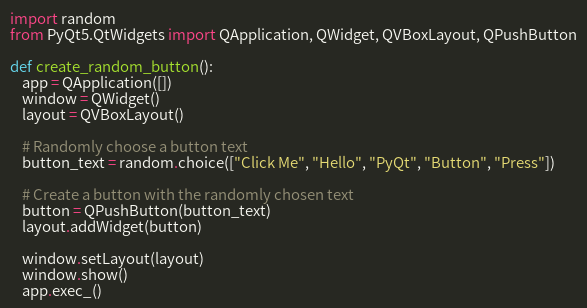 import random
from PyQt5.QtWidgets import QApplication, QWidget, QVBoxLayout, QPushButton

def create_random_button():
    app = QApplication([])
    window = QWidget()
    layout = QVBoxLayout()

    # Randomly choose a button text
    button_text = random.choice(["Click Me", "Hello", "PyQt", "Button", "Press"])

    # Create a button with the randomly chosen text
    button = QPushButton(button_text)
    layout.addWidget(button)

    window.setLayout(layout)
    window.show()
    app.exec_()